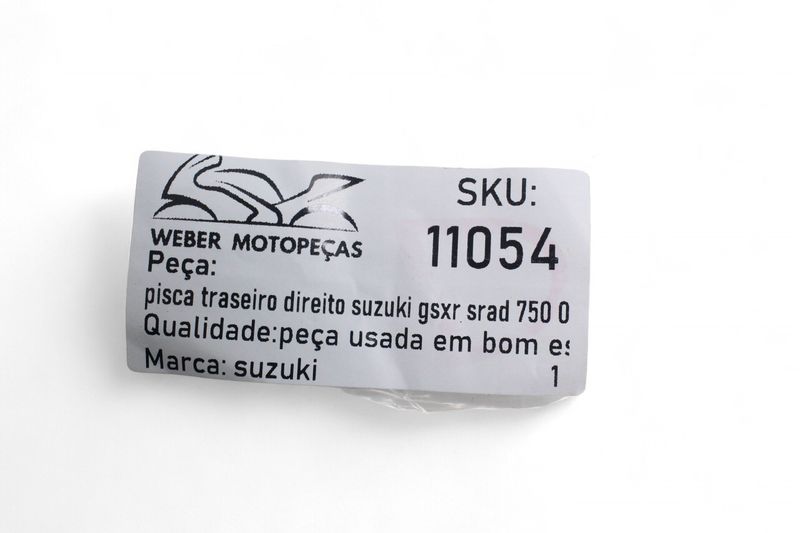 WEBER MOTOPEÇAS
SKU:
11054
Peça:
pisca traseiro direito suzuki gsxr srad 750 0
Qualidade:peça usada em bom es
Marca: suzuki
1